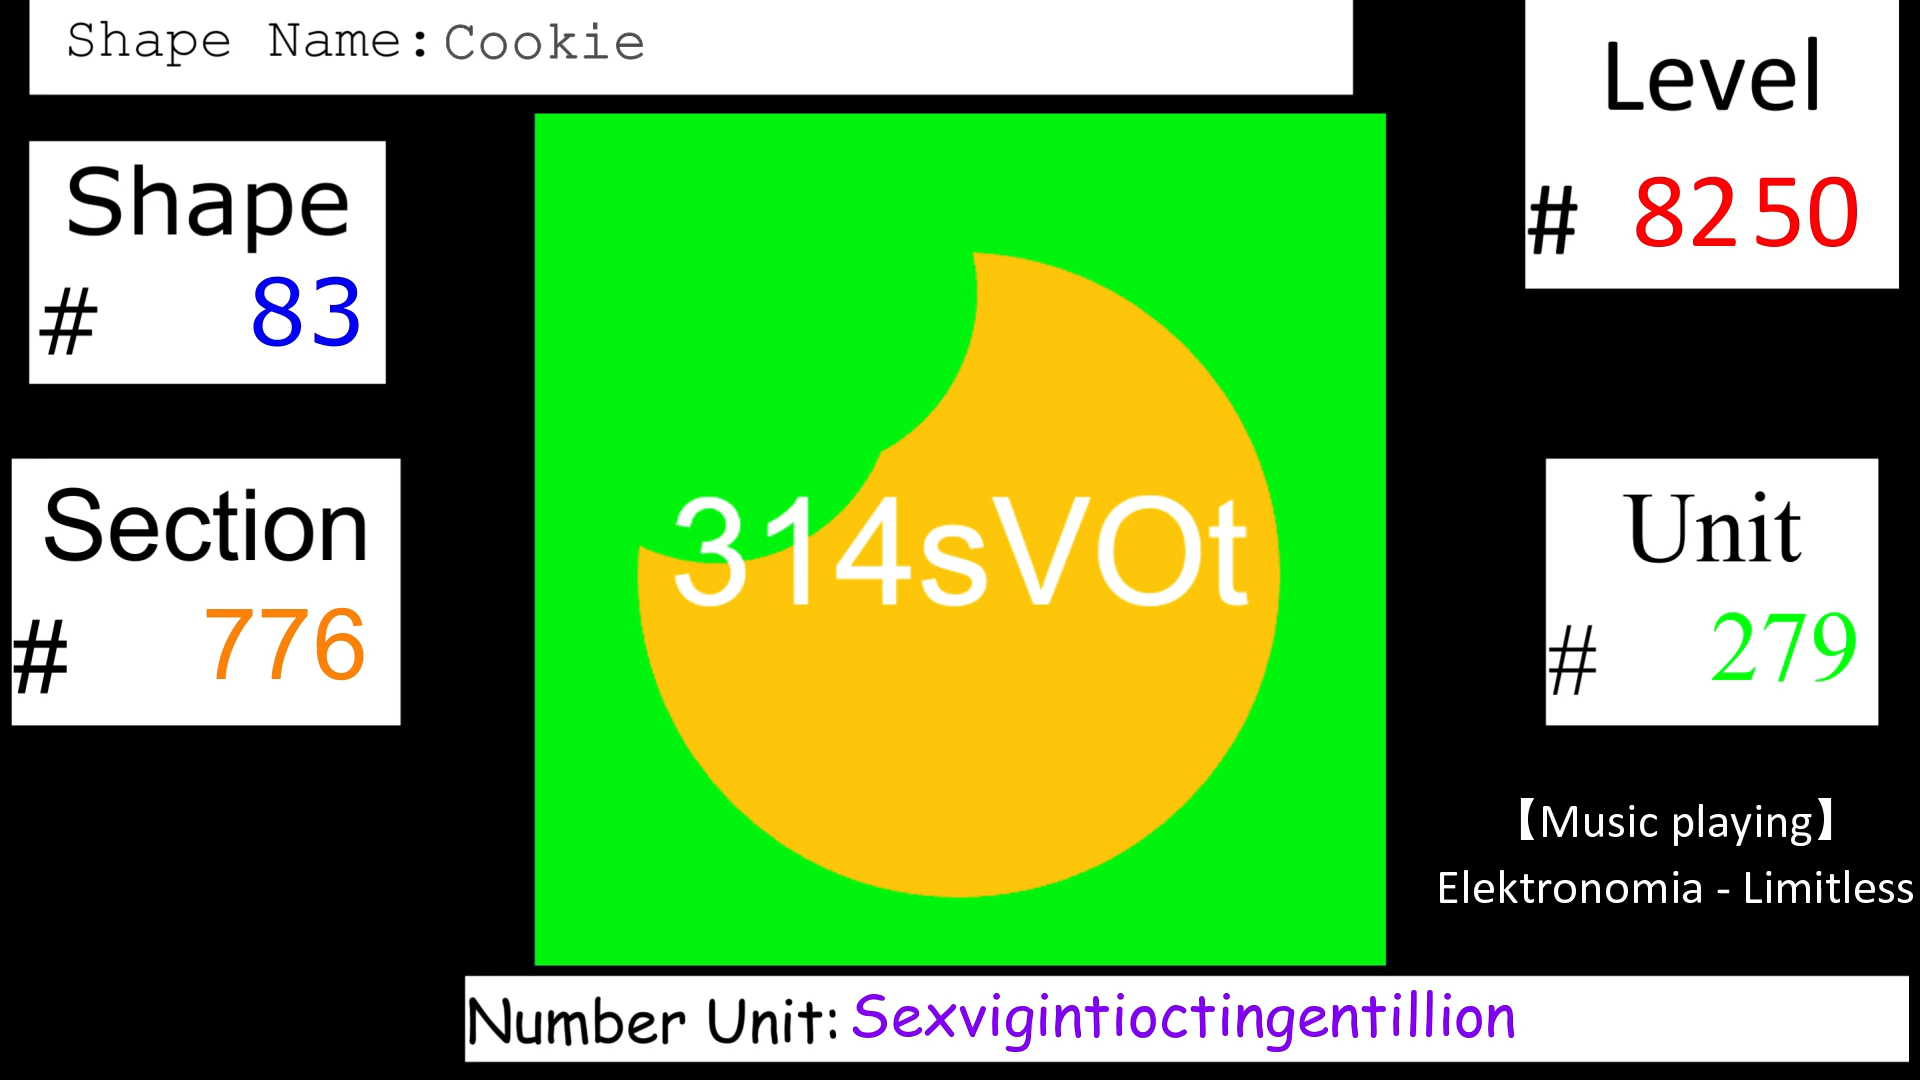 Shape Name: Cookie
Level
# 8250
Shape
# 83
Section
# 776
314sVOt
Unit
# 279
【Music playing】
Elektronomia - Limitless
Number Unit: Sexvigintioctingentillion